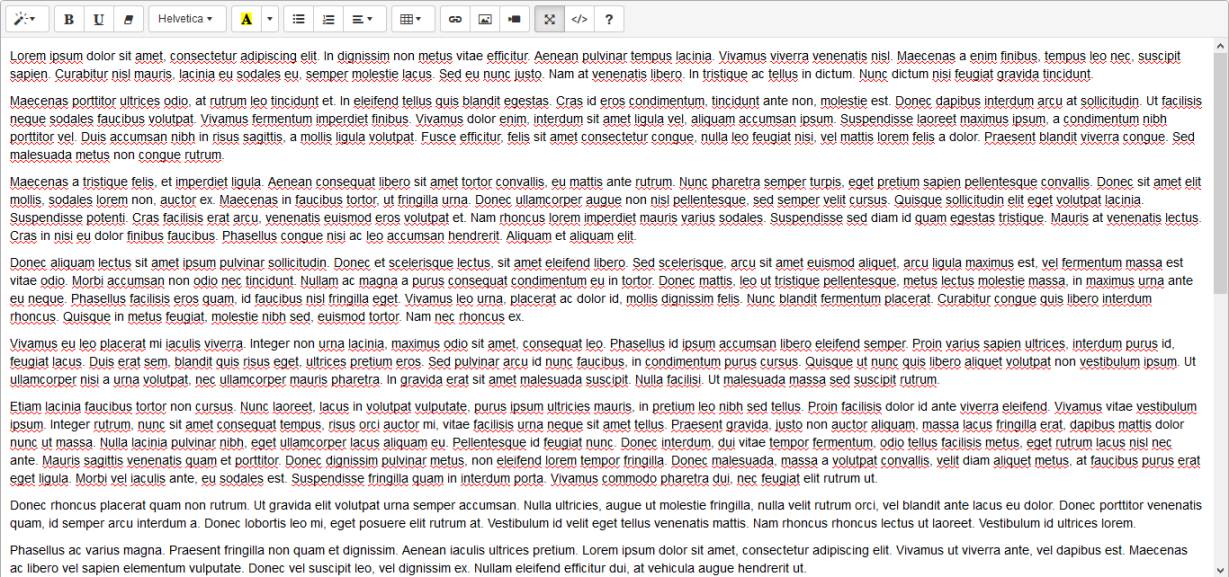 B U Helvetica A </> ?
Lorem ipsum dolor sit amet, consectetur adipiscing elit. In dignissim non metus vitae efficitur. Aenean pulvinar tempus lacinia. Vivamus viverra venenatis nisl. Maecenas a enim finibus, tempus leo nec, suscipit
sapien. Curabitur nisl mauris, lacinia eu sodales eu, semper molestie lacus. Sed eu nunc justo. Nam at venenatis libero. In tristique ac tellus in dictum. Nunc dictum nisi feugiat gravida tincidunt.
Maecenas porttitor ultrices odio, at rutrum leo tincidunt et. In eleifend tellus quis blandit egestas. Cras id eros condimentum, tincidunt ante non, molestie est. Donec dapibus interdum arcu at sollicitudin. Ut facilisis
neque sodales faucibus volutpat. Vivamus fermentum imperdiet finibus. Vivamus dolor enim, interdum sit amet ligula vel, aliquam accumsan ipsum. Suspendisse laoreet maximus ipsum, a condimentum nibh
porttitor vel. Duis accumsan nibh in risus sagittis, a mollis ligula volutpat. Fusce efficitur, felis sit amet consectetur congue, nulla leo feugiat nisi, vel mattis lorem felis a dolor. Praesent blandit viverra congue. Sed
malesuada metus non congue rutrum.
Maecenas a tristique felis, et imperdiet ligula. Aenean consequat libero sit amet tortor convallis, eu mattis ante rutrum. Nunc pharetra semper turpis, eget pretium sapien pellentesque convallis. Donec sit amet elit
mollis, sodales lorem non, auctor ex. Maecenas in faucibus tortor, ut fringilla urna. Donec ullamcorper augue non nisl pellentesque, sed semper velit cursus. Quisque sollicitudin elit eget volutpat lacinia.
Suspendisse potenti. Cras facilisis erat arcu, venenatis euismod eros volutpat et. Nam rhoncus lorem imperdiet mauris varius sodales. Suspendisse sed diam id quam egestas tristique. Mauris at venenatis lectus.
Cras in nisi eu dolor finibus faucibus. Phasellus congue nisi ac leo accumsan hendrerit. Aliquam et aliquam elit.
Donec aliquam lectus sit amet ipsum pulvinar sollicitudin. Donec et scelerisque lectus, sit amet eleifend libero. Sed scelerisque, arcu sit amet euismod aliquet, arcu ligula maximus est, vel fermentum massa est
vitae odio. Morbi accumsan non odio nec tincidunt. Nullam ac magna a purus consequat condimentum eu in tortor. Donec mattis, leo ut tristique pellentesque, metus lectus molestie massa, in maximus urna ante
eu neque. Phasellus facilisis eros quam, id faucibus nisl fringilla eget. Vivamus leo urna, placerat ac dolor id, mollis dignissim felis. Nunc blandit fermentum placerat. Curabitur congue quis libero interdum
rhoncus. Quisque in metus feugiat, molestie nibh sed, euismod tortor. Nam nec rhoncus ex.
Vivamus eu leo placerat mi iaculis viverra. Integer non urna lacinia, maximus odio sit amet, consequat leo. Phasellus id ipsum accumsan libero eleifend semper. Proin varius sapien ultrices, interdum purus id,
feugiat lacus. Duis erat sem, blandit quis risus eget, ultrices pretium eros. Sed pulvinar arcu id nunc faucibus, in condimentum purus cursus. Quisque ut nunc quis libero aliquet volutpat non vestibulum ipsum. Ut
ullamcorper nisi a urna volutpat, nec ullamcorper mauris pharetra. In gravida erat sit amet malesuada suscipit. Nulla facilisi. Ut malesuada massa sed suscipit rutrum.
Etiam lacinia faucibus tortor non cursus. Nunc laoreet, lacus in volutpat vulputate, purus ipsum ultricies mauris, in pretium leo nibh sed tellus. Proin facilisis dolor id ante viverra eleifend. Vivamus vitae vestibulum
ipsum. Integer rutrum, nunc sit amet consequat tempus, risus orci auctor mi, vitae facilisis urna neque sit amet tellus. Praesent gravida, justo non auctor aliquam, massa lacus fringilla erat, dapibus mattis dolor
nunc ut massa. Nulla lacinia pulvinar nibh, eget ullamcorper lacus aliquam eu. Pellentesque id feugiat nunc. Donec interdum, dui vitae tempor fermentum, odio tellus facilisis metus, eget rutrum lacus nisl nec
ante. Mauris sagittis venenatis quam et porttitor. Donec dignissim pulvinar metus, non eleifend lorem tempor fringilla. Donec malesuada, massa a volutpat convallis, velit diam aliquet metus, at faucibus purus erat
eget ligula. Morbi vel iaculis ante, eu sodales est. Suspendisse fringilla quam in interdum porta. Vivamus commodo pharetra dui, nec feugiat elit rutrum ut.
Donec rhoncus placerat quam non rutrum. Ut gravida elit volutpat urna semper accumsan. Nulla ultricies, augue ut molestie fringilla, nulla velit rutrum orci, vel blandit ante lacus eu dolor. Donec porttitor venenatis
quam, id semper arcu interdum a. Donec lobortis leo mi, eget posuere elit rutrum at. Vestibulum id velit eget tellus venenatis mattis. Nam rhoncus rhoncus lectus ut laoreet. Vestibulum id ultrices lorem.
Phasellus ac varius magna. Praesent fringilla non quam et dignissim. Aenean iaculis ultrices pretium. Lorem ipsum dolor sit amet, consectetur adipiscing elit. Vivamus ut viverra ante, vel dapibus est. Maecenas
ac libero vel sapien elementum vulputate. Donec vel suscipit leo, vel dignissim ex. Nullam eleifend efficitur dui, at vehicula augue hendrerit ut.